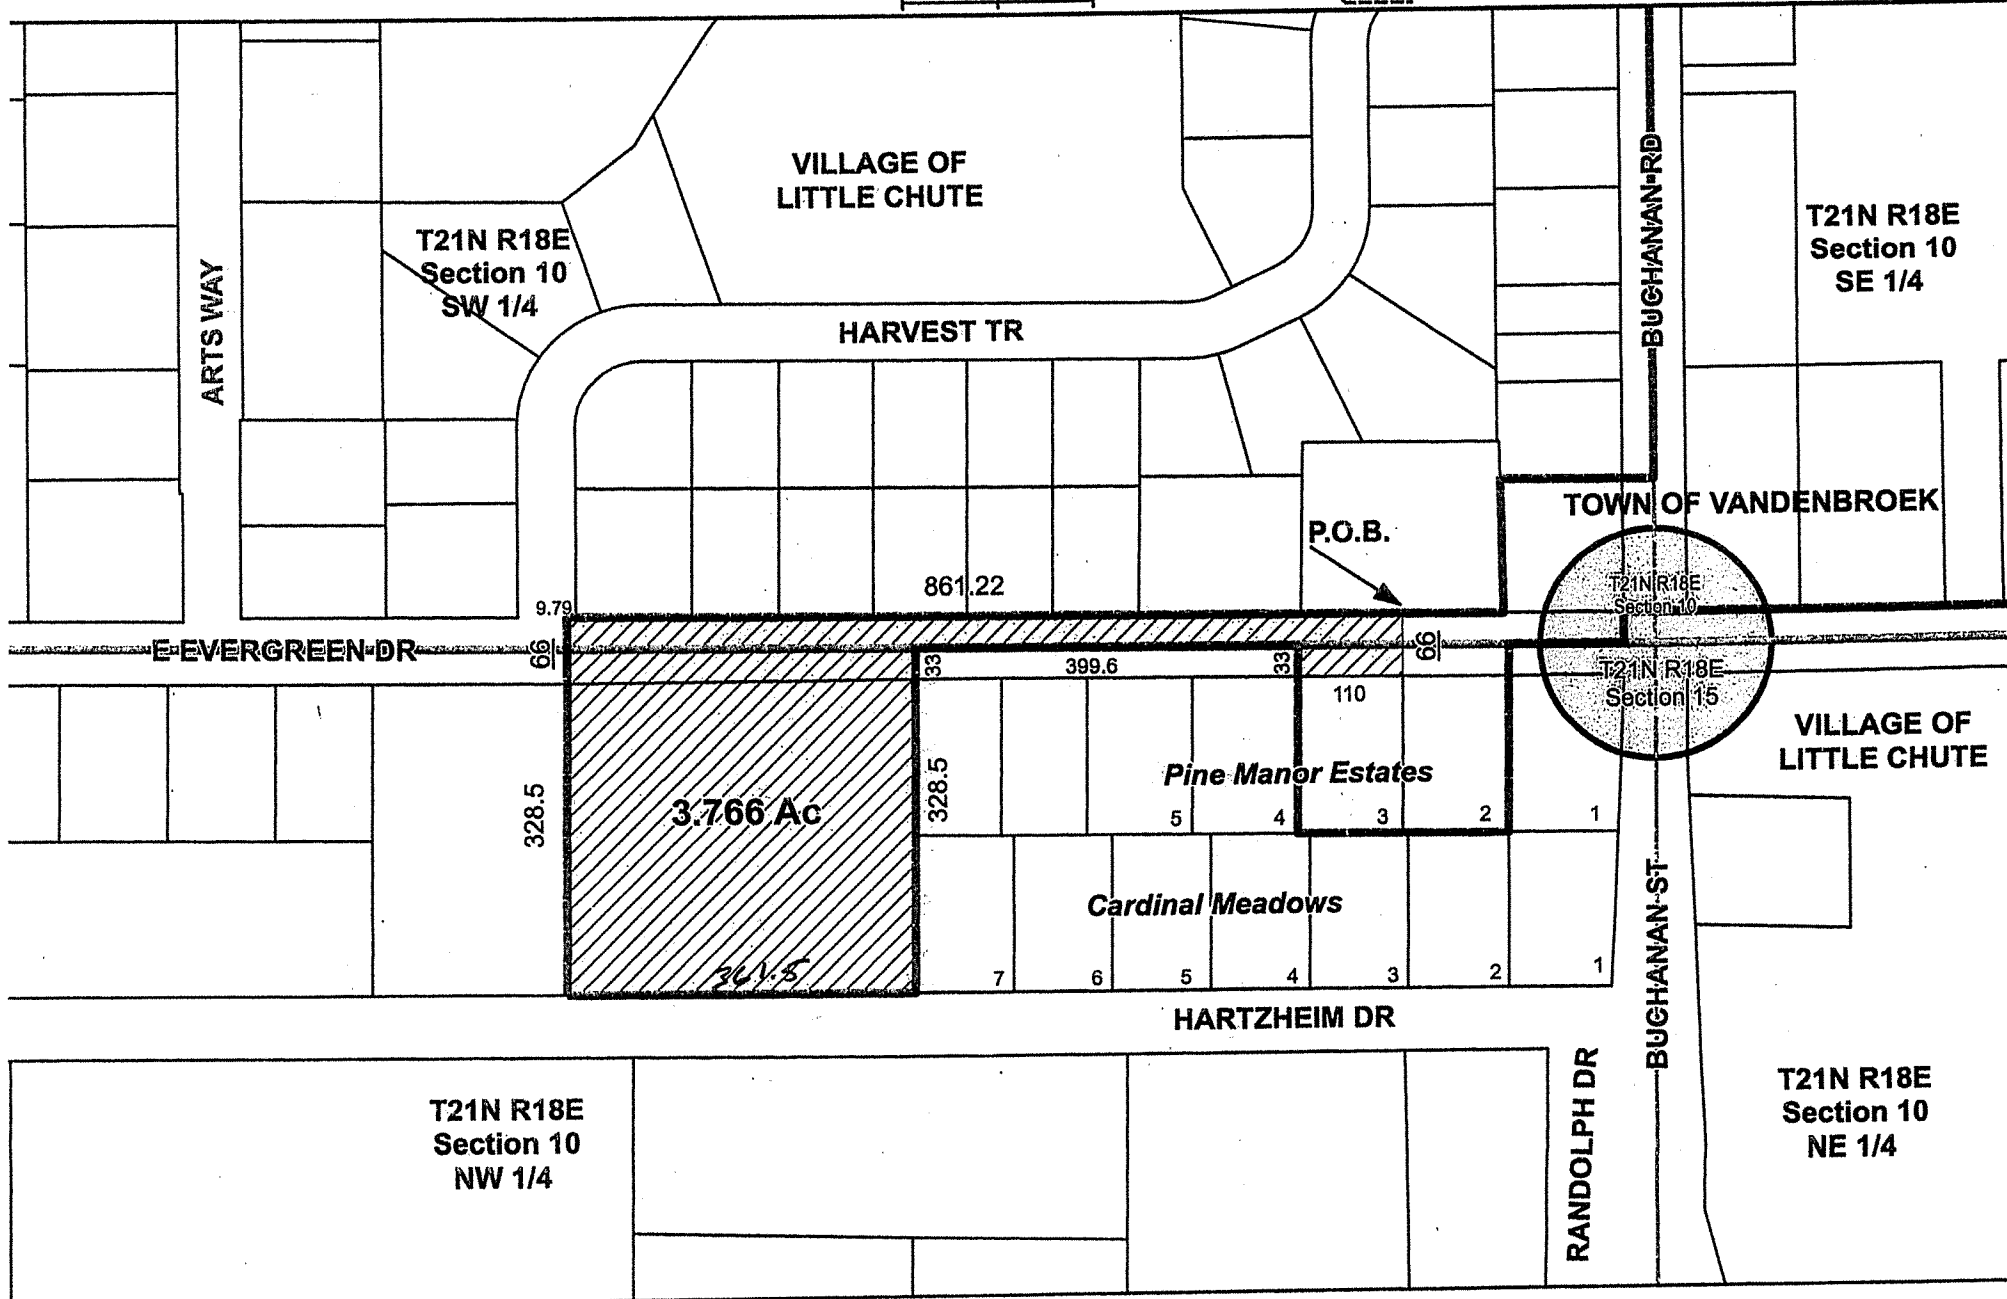 VILLAGE OF
LITTLE CHUTE
T21N R18E
Section 10
SW 1/4
T21N R18E
Section 10
SE 1/4
ARTS WAY
BUCHANAN RD
HARVEST TR
TOWN OF VANDENBROEK
P.O.B.
861.22
9.79
T21N R18E
Section 10
E EVERGREEN DR
66
33
399.6
33
66
T21N R18E
Section 15
110
VILLAGE OF
LITTLE CHUTE
328.5
328.5
3.766 Ac
Pine Manor Estates
5
4
3
2
1
Cardinal Meadows
361.5
7
6
5
4
3
2
1
BUCHANAN ST
HARTZHEIM DR
RANDOLPH DR
T21N R18E
Section 10
NW 1/4
T21N R18E
Section 10
NE 1/4